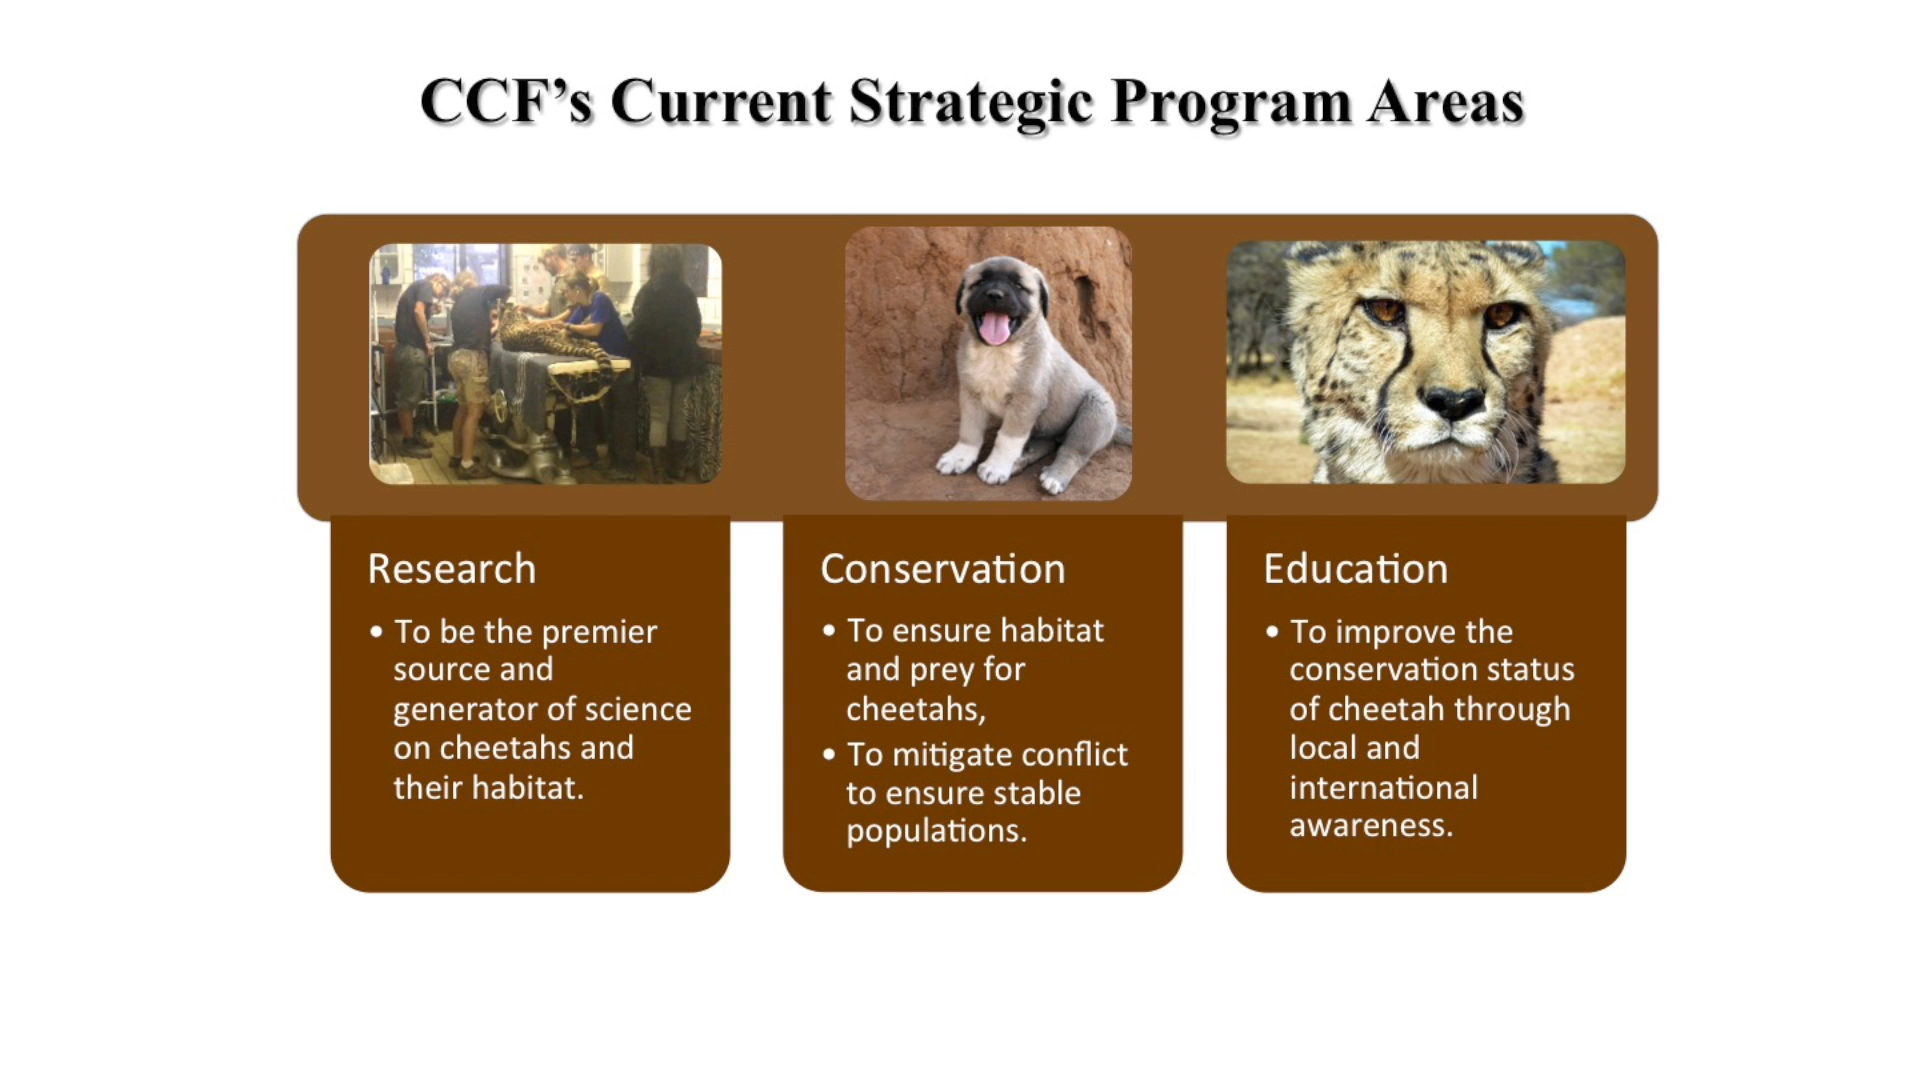 CCF’s Current Strategic Program Areas
Research
• To be the premier
source and
generator of science
on cheetahs and
their habitat.
Conservation
• To ensure habitat
and prey for
cheetahs,
• To mitigate conflict
to ensure stable
populations.
Education
• To improve the
conservation status
of cheetah through
local and
international
awareness.